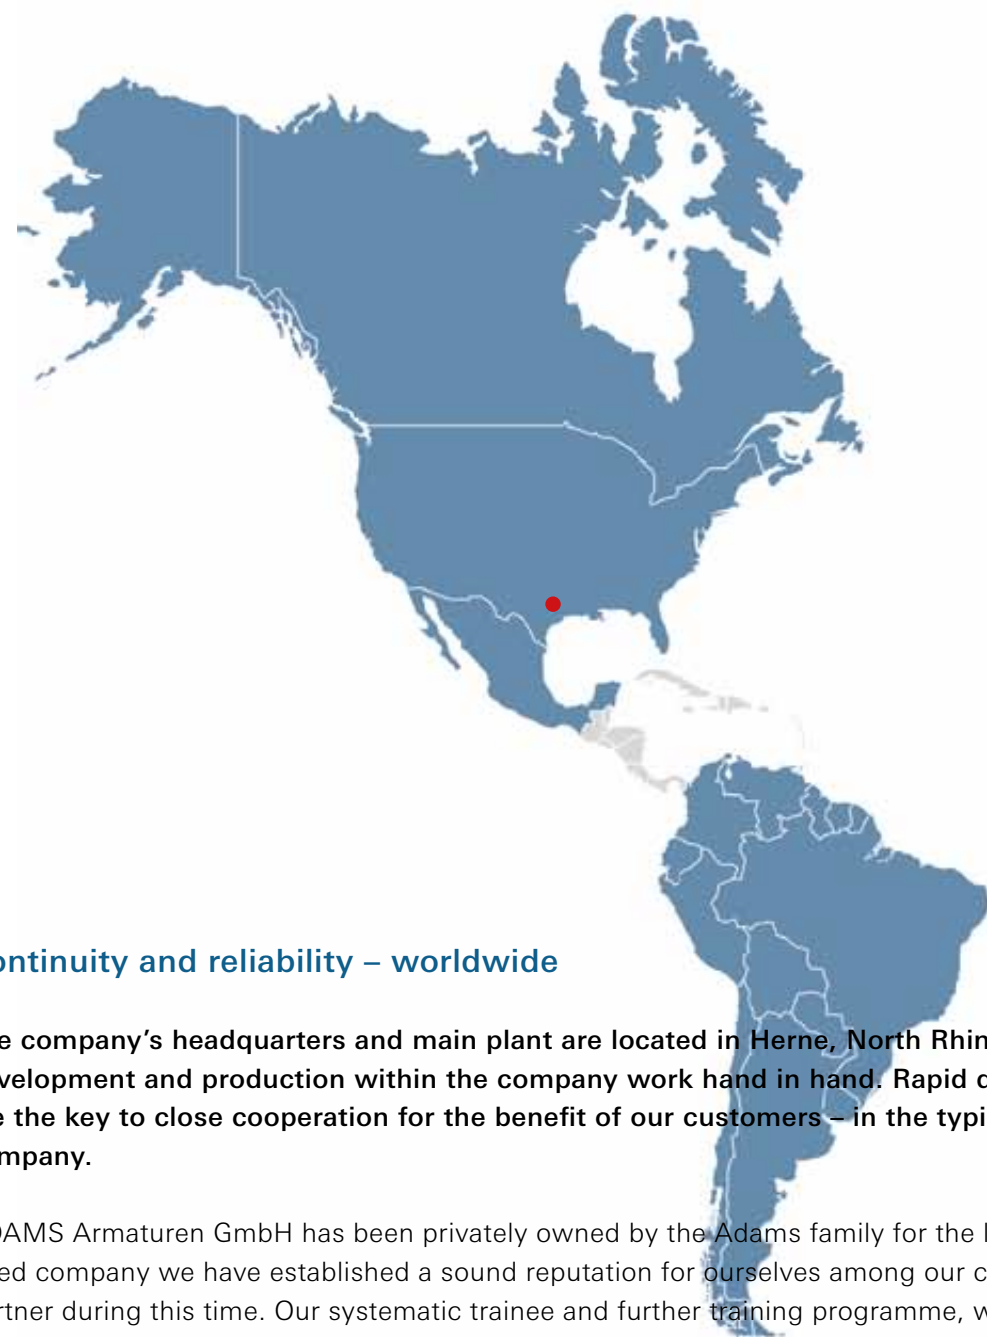 ontinuity and reliability – worldwide
e company’s headquarters and main plant are located in Herne, North Rhin
velopment and production within the company work hand in hand. Rapid d
e the key to close cooperation for the benefit of our customers – in the typi
mpany.
DAMS Armaturen GmbH has been privately owned by the Adams family for the l
ed company we have established a sound reputation for ourselves among our c
rtner during this time. Our systematic trainee and further training programme, w